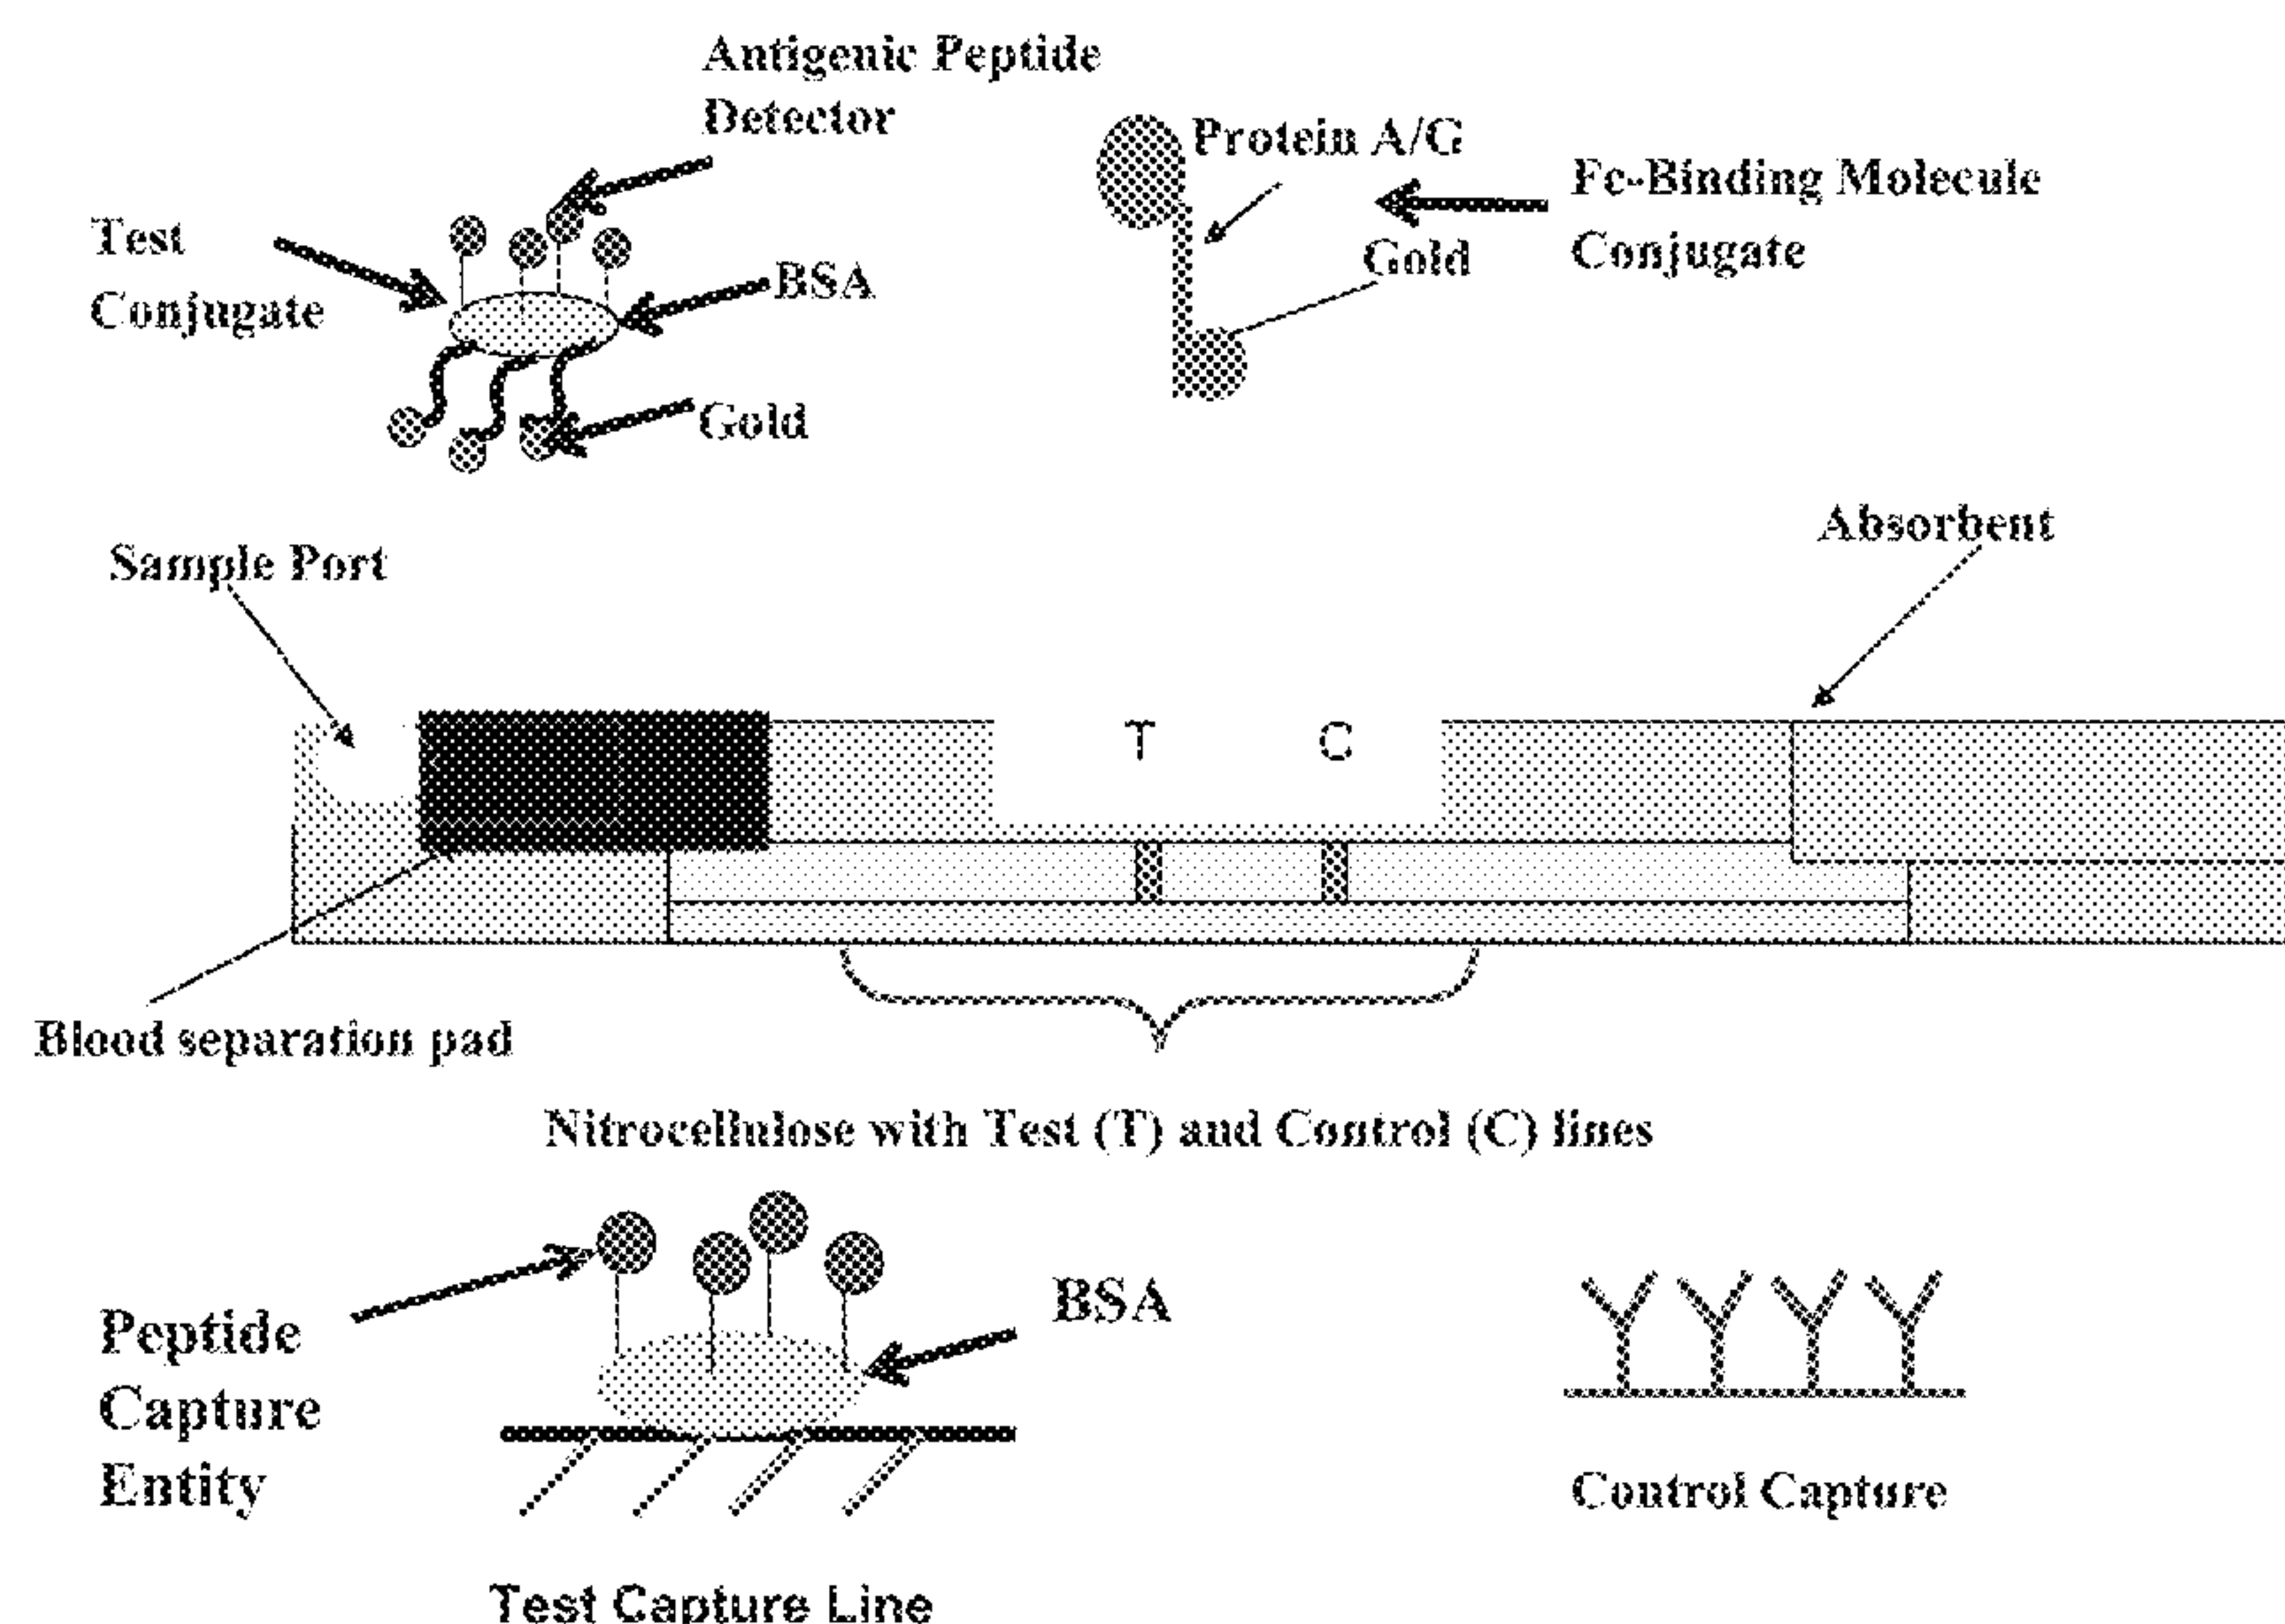 Antigenic Peptide
Detector
Protein A/G
Fc-Binding Molecule
Conjugate
Gold
Test
Conjugate
BSA
Gold
Absorbent
Sample Port
T
C
Blood separation pad
Nitrocellulose with Test (T) and Control (C) lines
BSA
Peptide
Capture
Entity
Control Capture
Test Capture Line